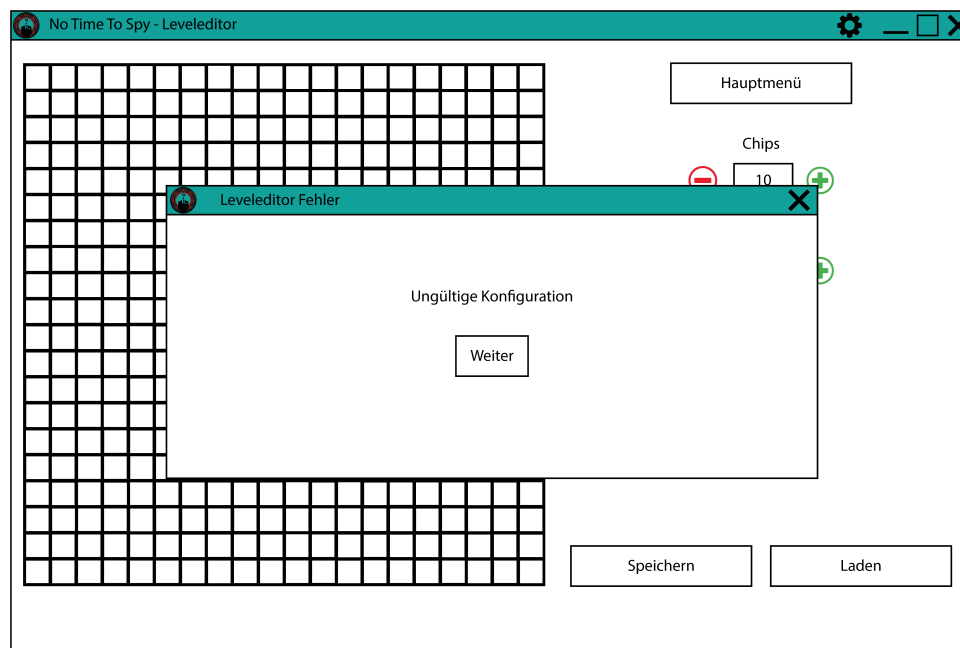 No Time To Spy - Leveleditor
Hauptmenü
Chips
10
Leveleditor Fehler
Ungültige Konfiguration
Weiter
Speichern
Laden